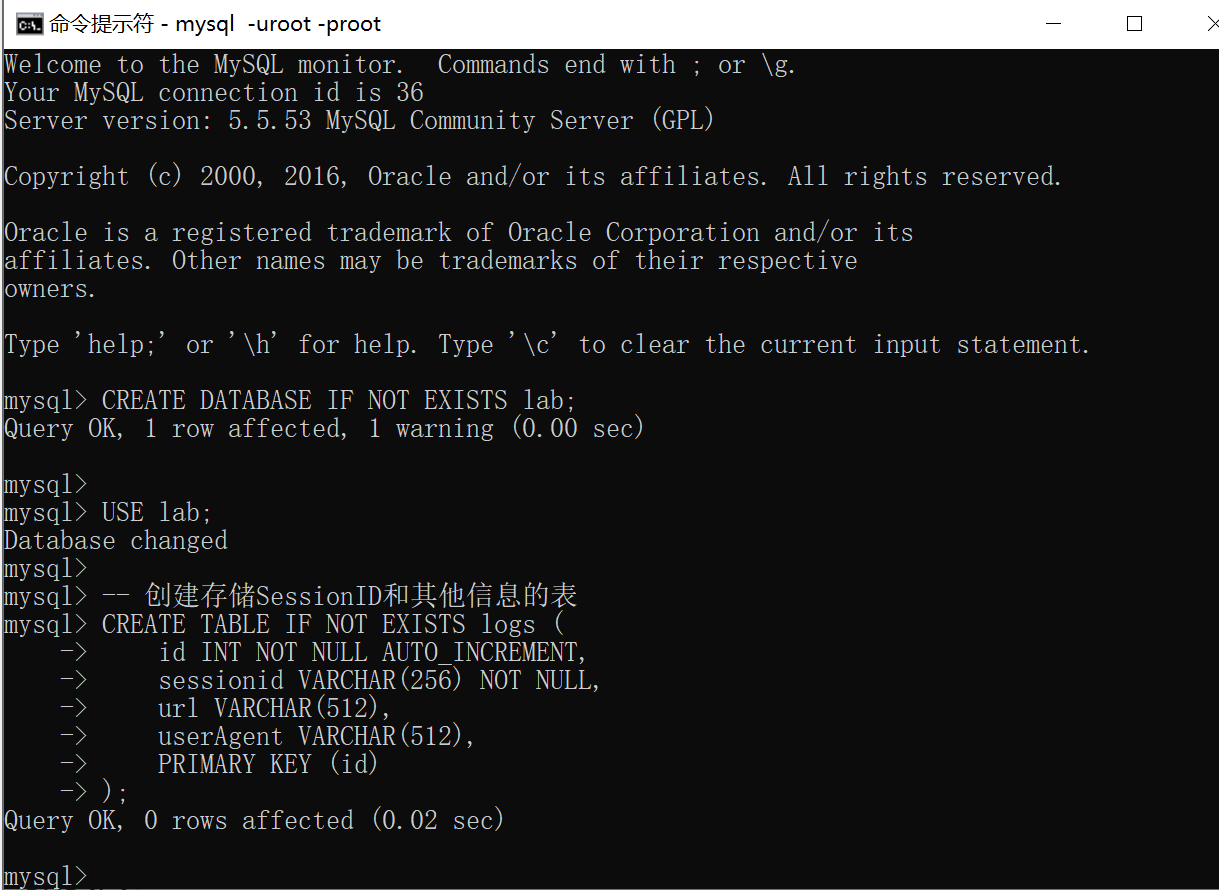 命令提示符 - mysql  -uroot -proot
Welcome to the MySQL monitor.  Commands end with ; or \g.
Your MySQL connection id is 36
Server version: 5.5.53 MySQL Community Server (GPL)
Copyright (c) 2000, 2016, Oracle and/or its affiliates. All rights reserved.
Oracle is a registered trademark of Oracle Corporation and/or its
affiliates. Other names may be trademarks of their respective
owners.
Type 'help;' or '\h' for help. Type '\c' to clear the current input statement.
mysql> CREATE DATABASE IF NOT EXISTS lab;
Query OK, 1 row affected, 1 warning (0.00 sec)
mysql>
mysql> USE lab;
Database changed
mysql>
mysql> -- 创建存储SessionID和其他信息的表
mysql> CREATE TABLE IF NOT EXISTS logs (
    ->     id INT NOT NULL AUTO_INCREMENT,
    ->     sessionid VARCHAR(256) NOT NULL,
    ->     url VARCHAR(512),
    ->     userAgent VARCHAR(512),
    ->     PRIMARY KEY (id)
    -> );
Query OK, 0 rows affected (0.02 sec)
mysql>